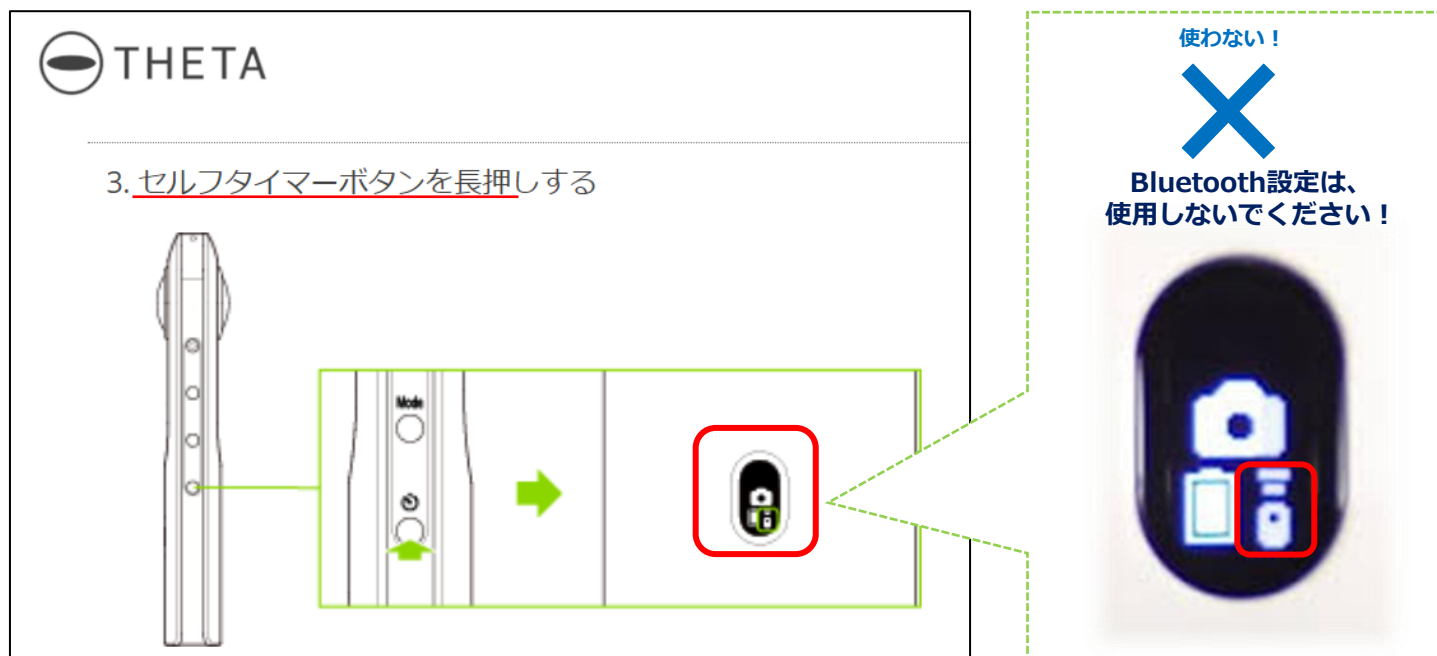 THETA
3. セルフタイマーボタンを長押しする
Mode
使わない！
Bluetooth設定は、
使用しないでください！